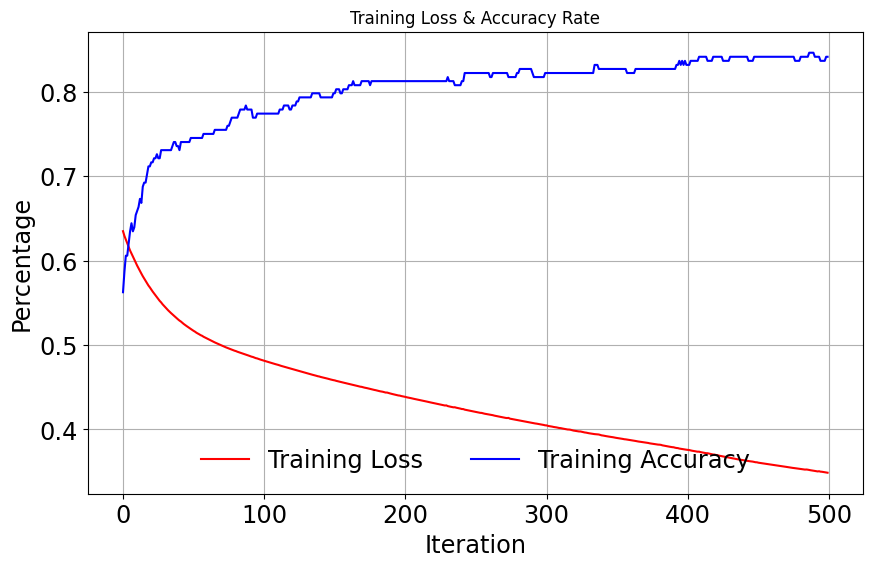 Training Loss & Accuracy Rate
0.8
0.7
0.6
0.5
0.4
Percentage
Training Loss Training Accuracy
0 100 200 300 400 500
Iteration